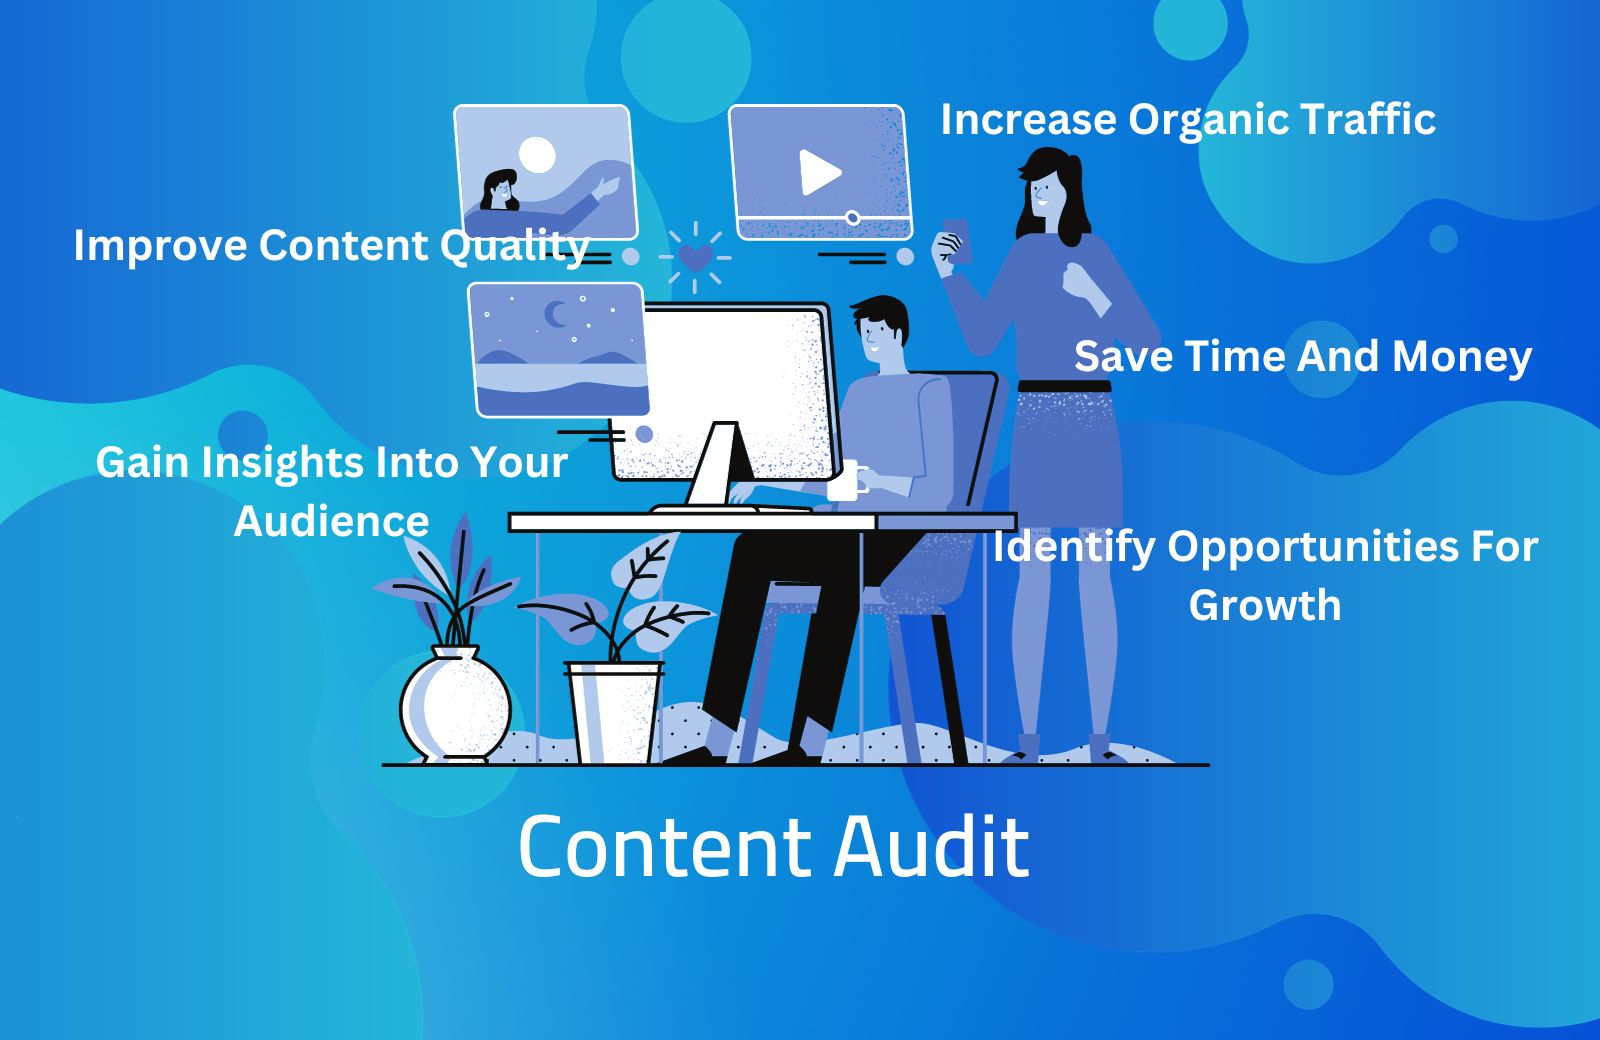 Increase Organic Traffic
Improve Content Quality
Save Time And Money
Gain Insights Into Your
Audience
Identify Opportunities For
Growth
Content Audit